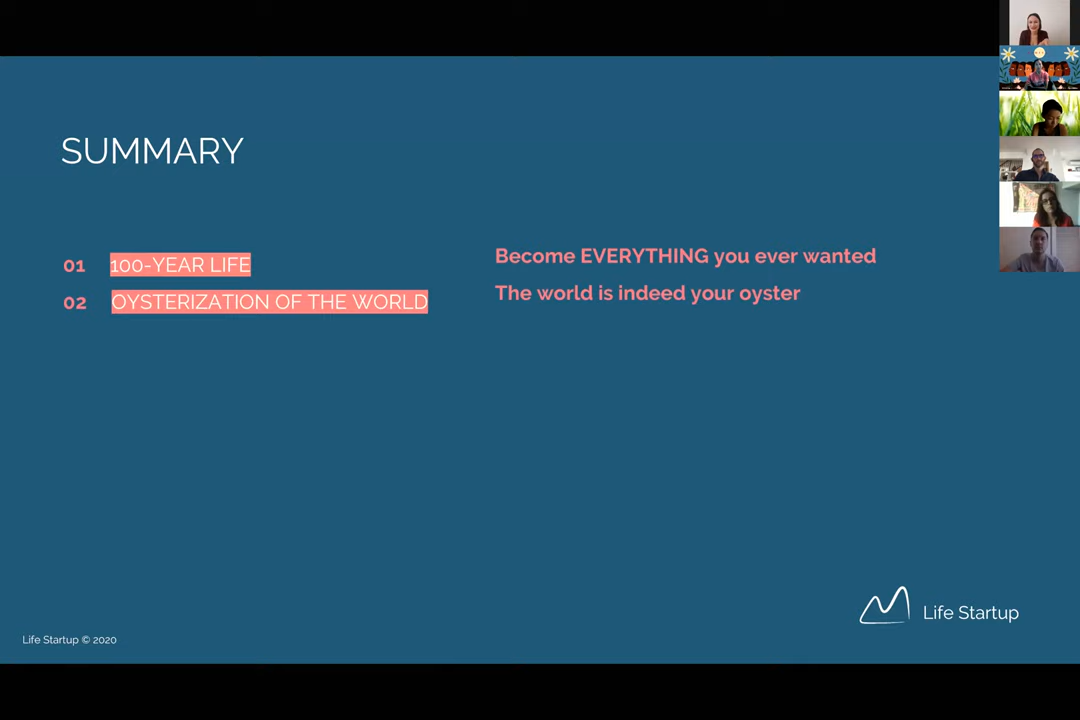 SUMMARY
01 100-YEAR LIFE
Become EVERYTHING you ever wanted
02 OYSTERIZATION OF THE WORLD
The world is indeed your oyster
Life Startup
Life Startup © 2020